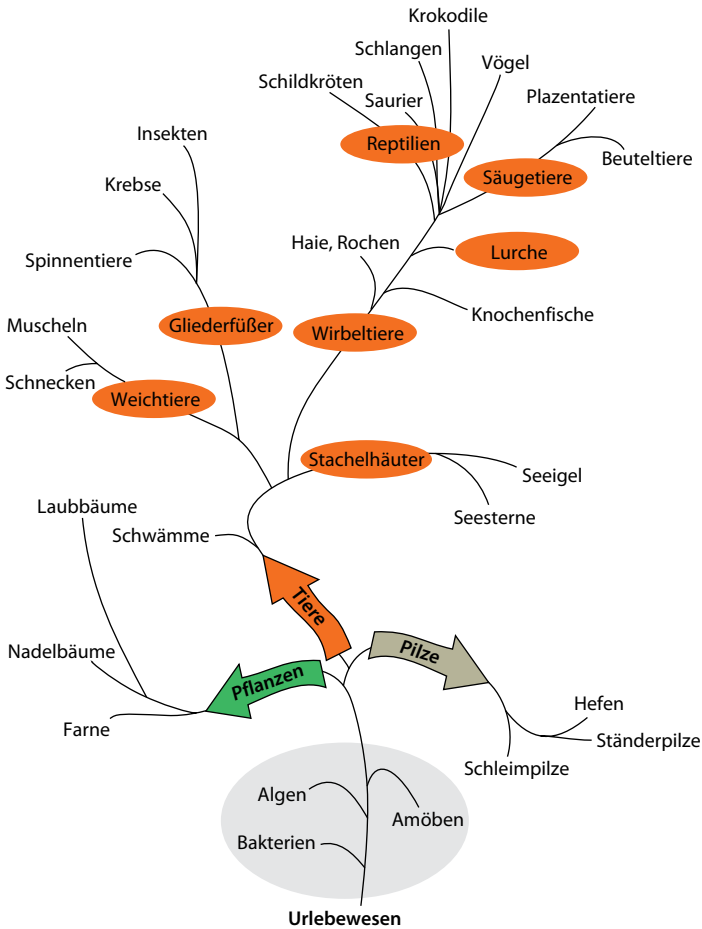 Krokodile
Schlangen
Vögel
Schildkröten
Saurier
Plazentatiere
Insekten
Reptilien
Beuteltiere
Krebse
Säugetiere
Haie, Rochen
Lurche
Spinnentiere
Knochenfische
Muscheln
Gliederfüßer
Wirbeltiere
Schnecken
Weichtiere
Stachelhäuter
Seeigel
Laubbäume
Seesterne
Schwämme
Tiere
Nadelbäume
Pilze
Pflanzen
Hefen
Farne
Ständerpilze
Schleimpilze
Algen
Amöben
Bakterien
Urlebewesen